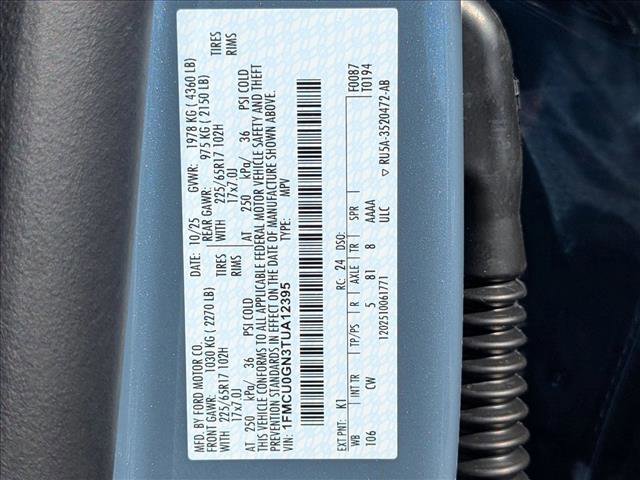 MFD. BY FORD MOTOR CO.
DATE: 10/25 GVWR: 1978 KG ( 4360 LB)
FRONT GAWR: 1030 KG ( 2270 LB) REAR GAWR: 975 KG ( 2150 LB)
WITH 225/65R17 102H TIRES WITH 225/65R17 102H TIRES
17x7.0J RIMS 17x7.0J RIMS
AT 250 kPa/ 36 PSI COLD AT 250 kPa/ 36 PSI COLD
THIS VEHICLE CONFORMS TO ALL APPLICABLE FEDERAL MOTOR VEHICLE SAFETY AND THEFT
PREVENTION STANDARDS IN EFFECT ON THE DATE OF MANUFACTURE SHOWN ABOVE.
VIN: 1FMCU0GN3TUA12395 TYPE: MPV
EXT PNT: K1 RC: 24 DSO: F0087
T0194
WB INT TR TP/PS R AXLE TR SPR
T06 CW 5 81 8 AAAA
ULC
1202510061771 ▽ RU5A-3520472-AB